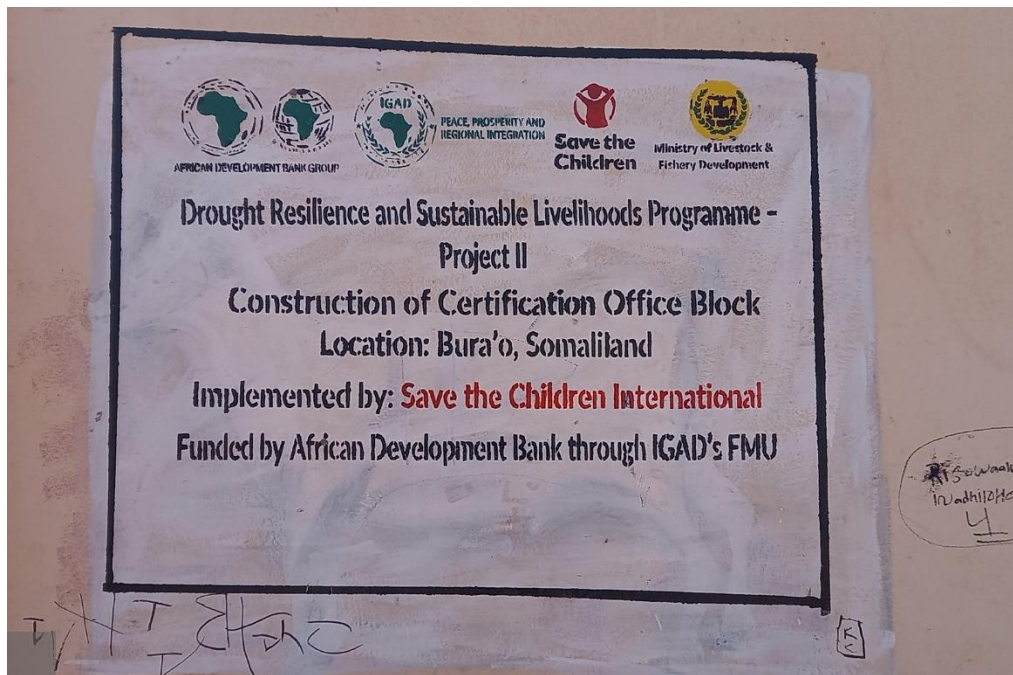 IGAD
PEACE, PROSPERITY AND
REGIONAL INTEGRATION
AFRICAN DEVELOPMENT BANK GROUP
Save the
Children
Ministry of Livestock &
Fishery Development
Drought Resilience and Sustainable Livelihoods Programme -
Project II
Construction of Certification Office Block
Location: Bura'o, Somaliland
Implemented by: Save the Children International
Funded by African Development Bank through IGAD's FMU
4